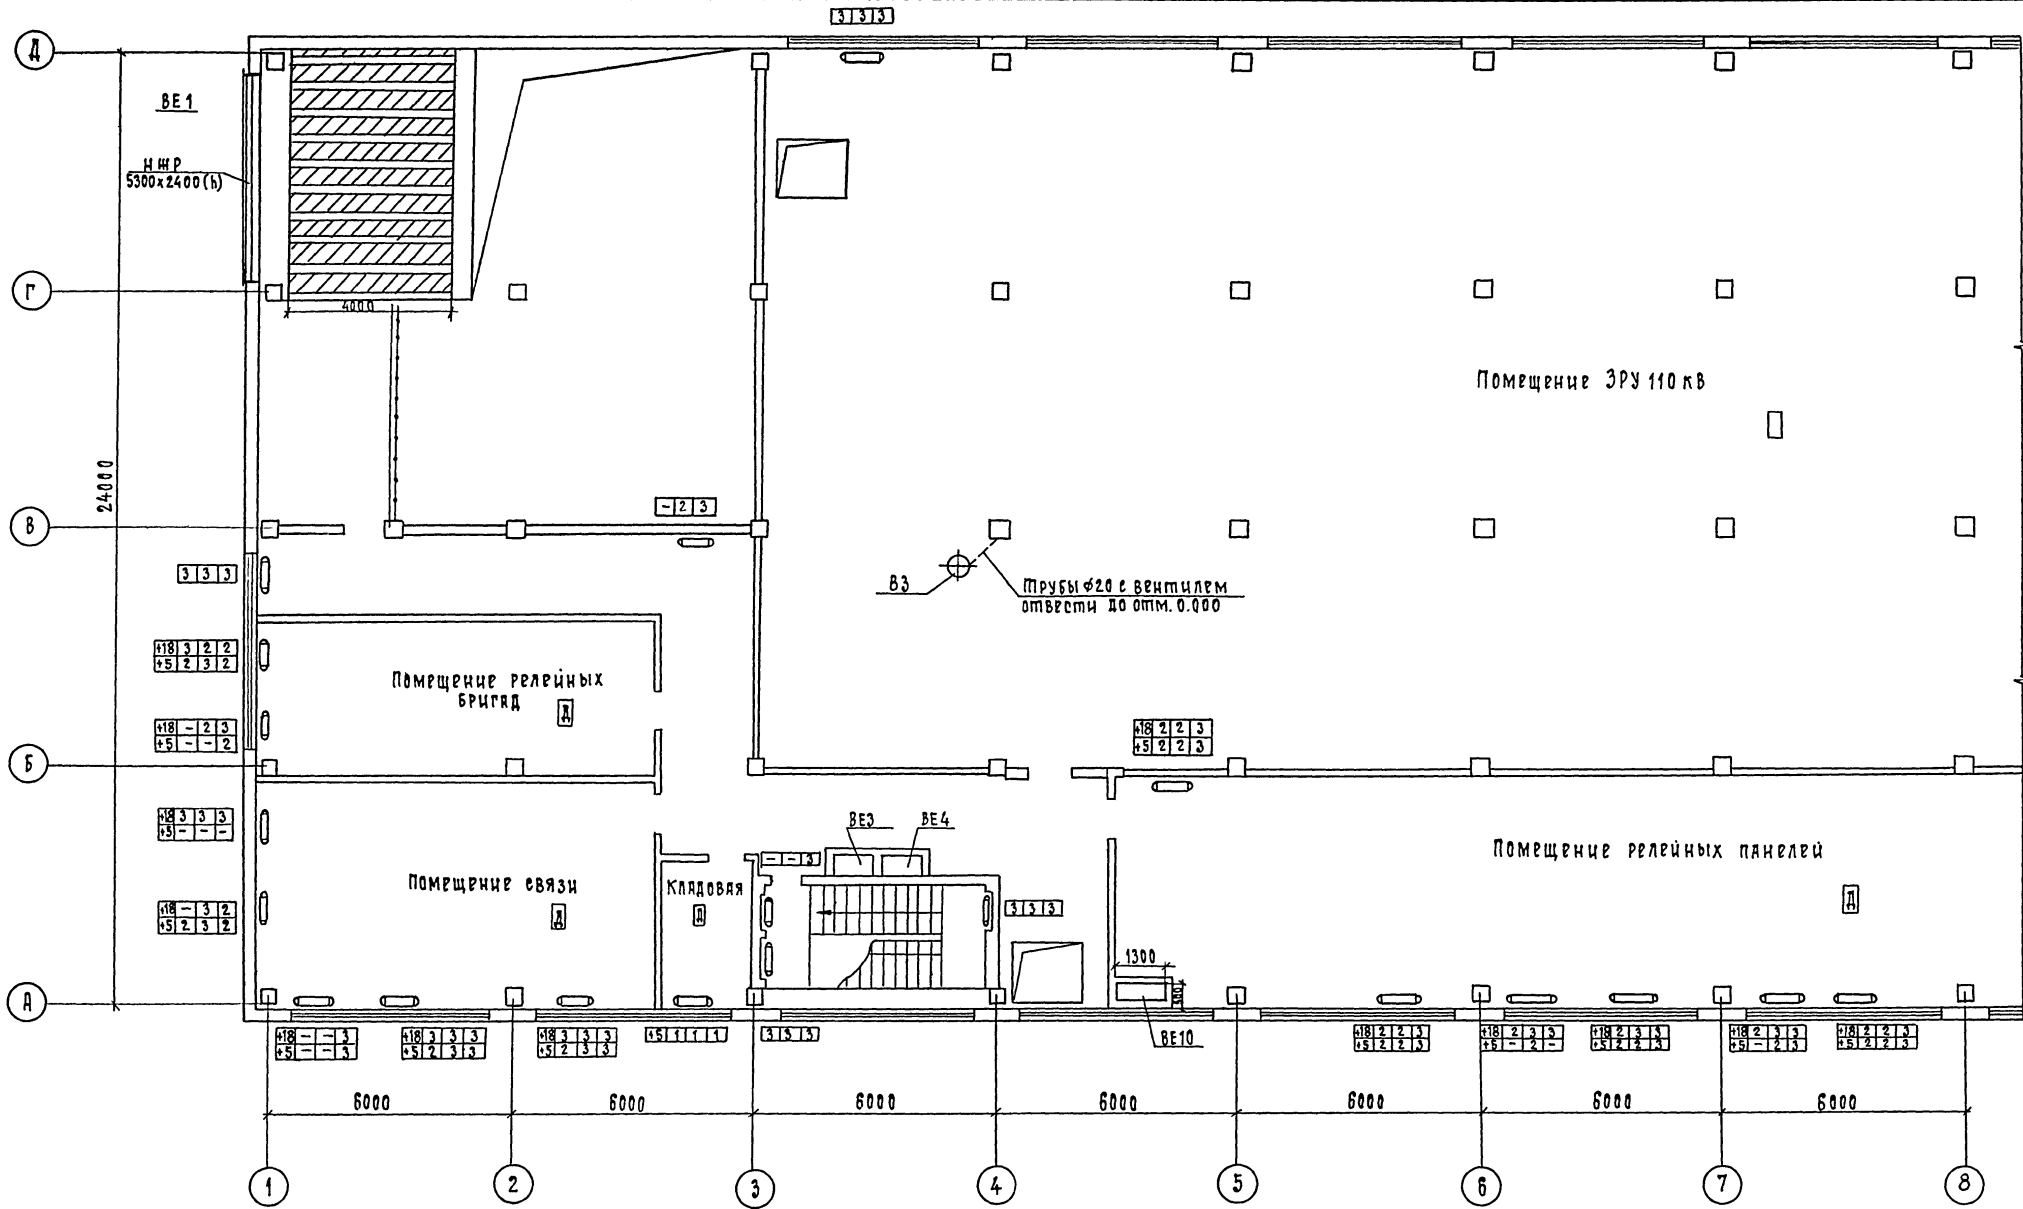 3 3 3
Д
ВЕ1
НЖР
5300х2400(h)
4000
Г
24000
Помещение ЗРУ 110 кв
- 2 3
В
3 3 3
В3
Трубы ф20 с вентилем
отвести до отм. 0.000
+18 3 2 2
+5 2 3 2
Помещение релейных
бригад
Д
+18 - 2 3
+5 - - 2
+18 2 2 3
+5 2 2 3
Б
+18 3 3 3
+5 - - -
ВЕ3
ВЕ4
Помещение релейных панелей
- - 3
Помещение связи
Д
Кладовая
Д
Д
+18 - 3 2
+5 2 3 2
3 3 3
1300
А
+18 - - 3
+5 - - 3
+18 3 3 3
+5 2 3 3
+18 3 3 3
+5 2 3 3
+5 1 1 1
3 3 3
ВЕ10
+18 2 2 3
+5 2 2 3
+18 2 3 3
+5 - 2 -
+18 2 3 3
+5 2 2 3
+18 2 3 3
+5 - 2 3
+18 2 2 3
+5 2 2 3
6000 6000 6000 6000 6000 6000 6000
1 2 3 4 5 6 7 8